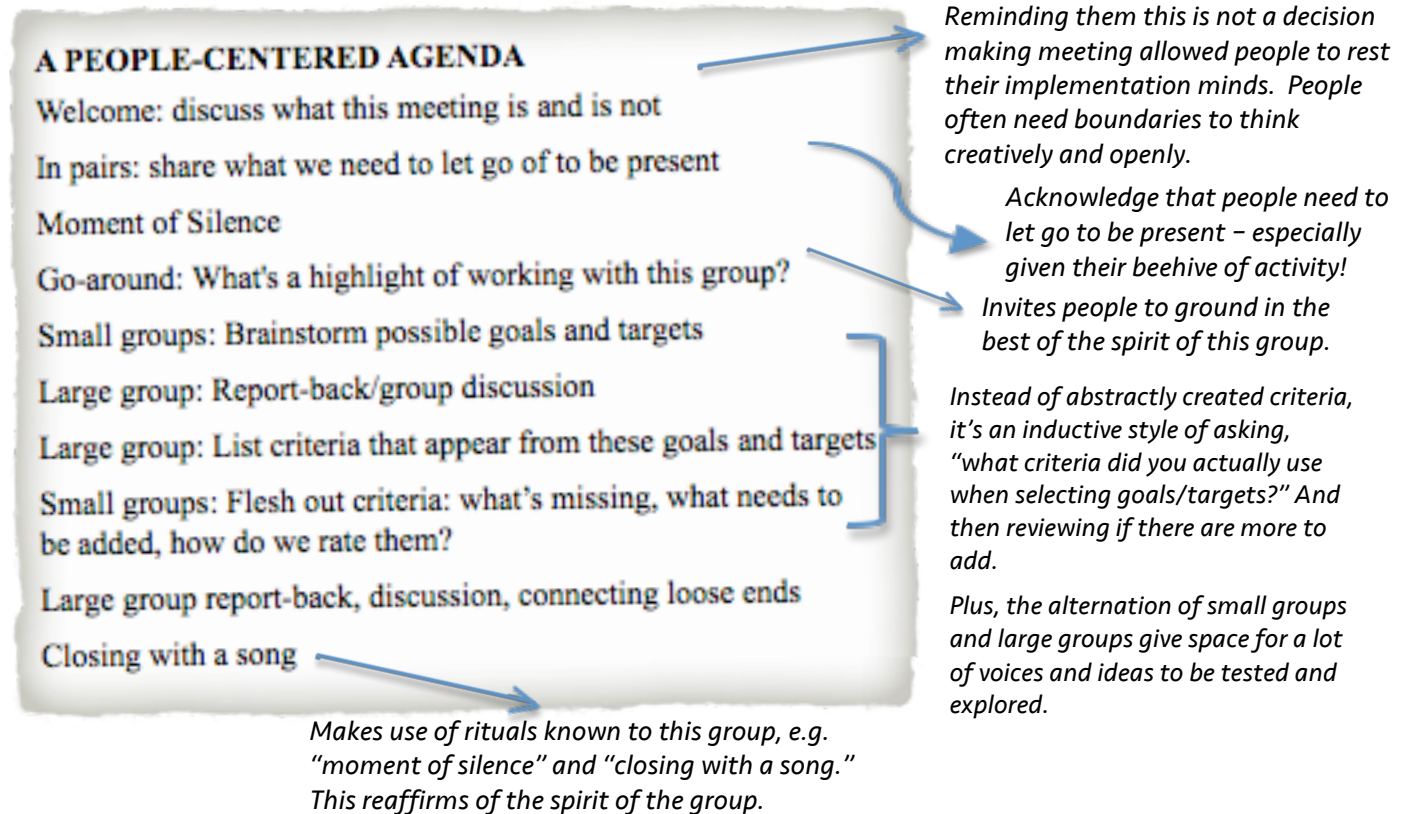 A PEOPLE-CENTERED AGENDA
Welcome: discuss what this meeting is and is not
In pairs: share what we need to let go of to be present
Moment of Silence
Go-around: What's a highlight of working with this group?
Small groups: Brainstorm possible goals and targets
Large group: Report-back/group discussion
Large group: List criteria that appear from these goals and targets
Small groups: Flesh out criteria: what's missing, what needs to
be added, how do we rate them?
Large group report-back, discussion, connecting loose ends
Closing with a song
Reminding them this is not a decision
making meeting allowed people to rest
their implementation minds.  People
often need boundaries to think
creatively and openly.
Acknowledge that people need to
let go to be present – especially
given their beehive of activity!
Invites people to ground in the
best of the spirit of this group.
Instead of abstractly created criteria,
it's an inductive style of asking,
“what criteria did you actually use
when selecting goals/targets?” And
then reviewing if there are more to
add.
Plus, the alternation of small groups
and large groups give space for a lot
of voices and ideas to be tested and
explored.
Makes use of rituals known to this group, e.g.
“moment of silence” and “closing with a song.”
This reaffirms of the spirit of the group.